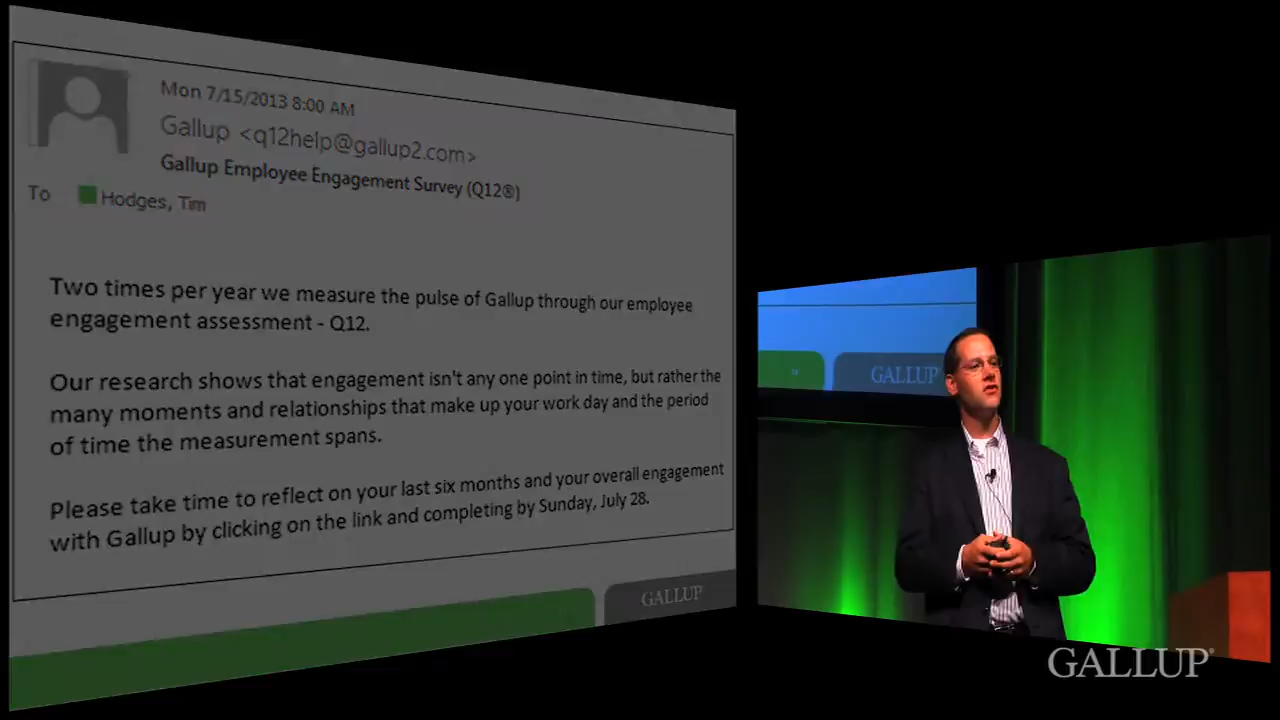 Mon 7/15/2013 8:00 AM
Gallup <q12help@gallup2.com>
Gallup Employee Engagement Survey (Q12®)
To Hodges, Tim
Two times per year we measure the pulse of Gallup through our employee
engagement assessment - Q12.
Our research shows that engagement isn't any one point in time, but rather the
many moments and relationships that make up your work day and the period
of time the measurement spans.
Please take time to reflect on your last six months and your overall engagement
with Gallup by clicking on the link and completing by Sunday, July 28.
GALLUP
GALLUP
GALLUP®